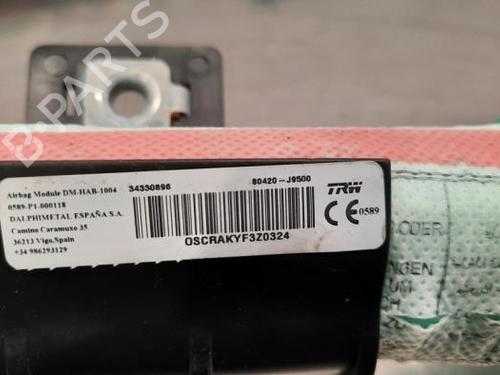 B-PARTS
Airbag Module DM-HAB-1004
0589-P1-000118
DALPHIMETAL ESPAÑA S.A.
Camino Caramuxo 35
36213 Vigo,Spain
+34 986293129
34330896
80420-J9500
OSCRAKYF3Z0324
TRW
CE 0589